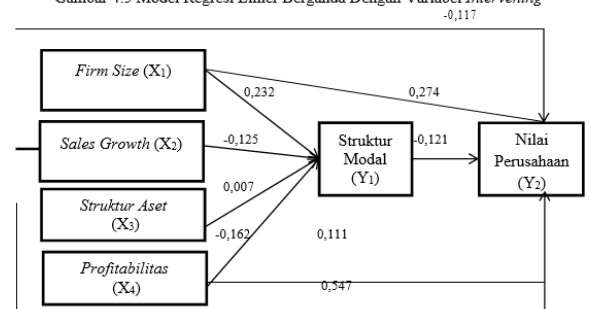 Gambar 4.5 Model Regresi Linier Berganda Dengan Variabel Intervening
-0,117
Firm Size (X1)
0,232
0,274
Sales Growth (X2)
-0,125
Struktur
Modal
(Y1)
-0,121
Nilai
Perusahaan
(Y2)
Struktur Aset
(X3)
0,007
-0,162
0,111
Profitabilitas
(X4)
0,547